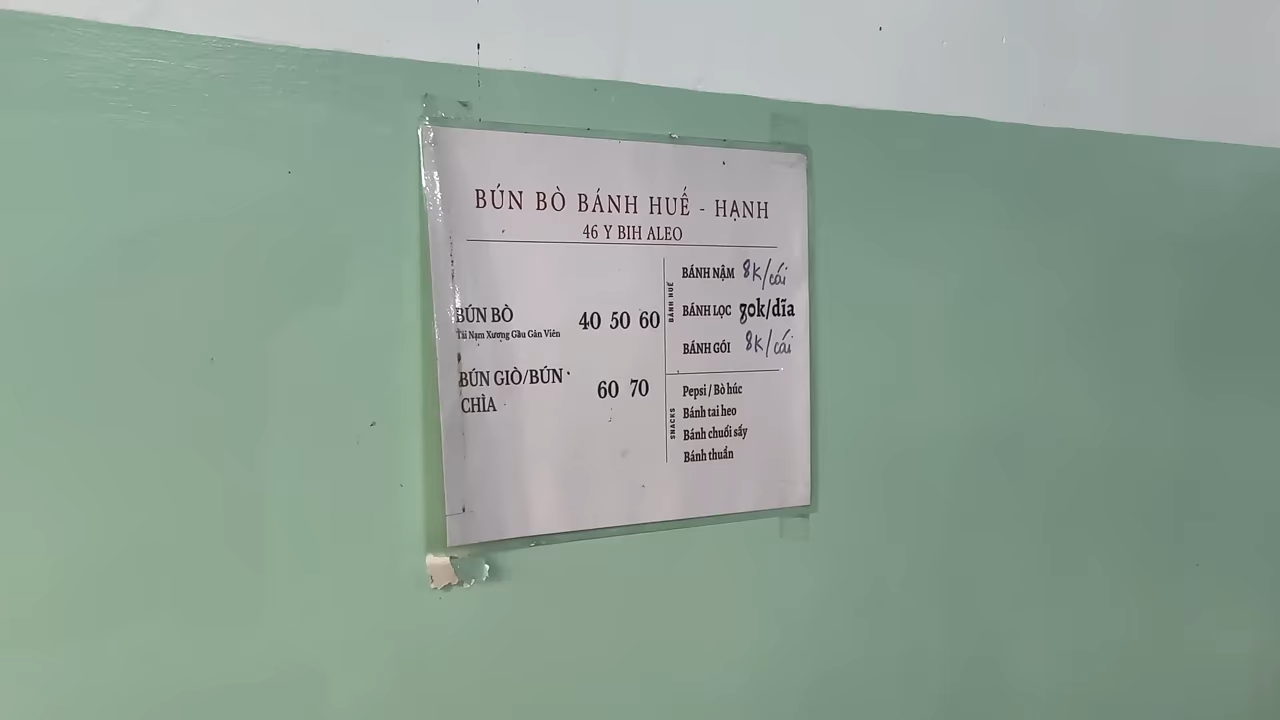 BÚN BÒ BÁNH HUẾ - HẠNH
46 Y BIH ALEO
BÚN BÒ 40 50 60
Tái Nạm Xương Gầu Gân Viên
BÚN GIÒ/BÚN 60 70
CHÌA
BÁNH HUẾ
BÁNH NẬM 8K/cái
BÁNH LỌC 30k/dĩa
BÁNH GÓI 8K/cái
SNACKS
Pepsi / Bò húc
Bánh tai heo
Bánh chuối sấy
Bánh thuẩn